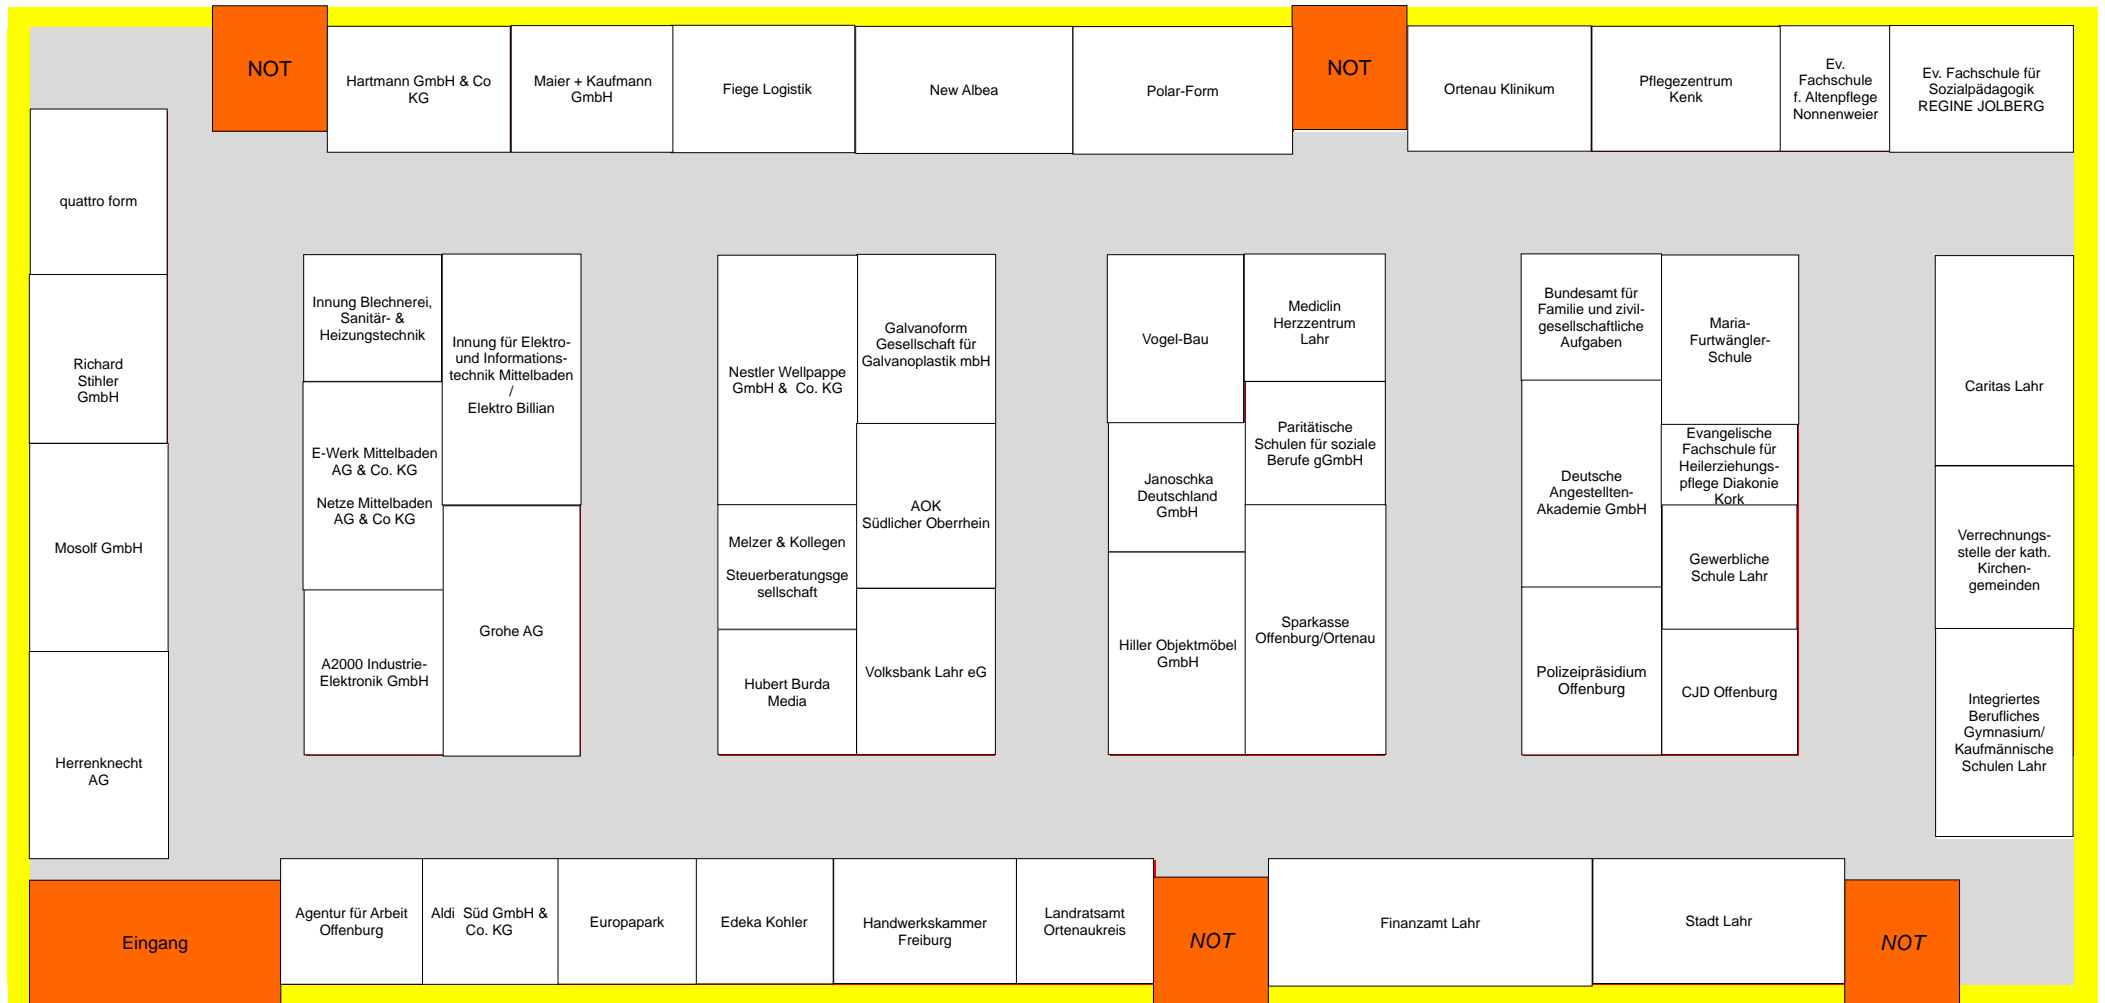 NOT
Hartmann GmbH & Co
KG
Maier + Kaufmann
GmbH
Fiege Logistik
New Albea
Polar-Form
NOT
Ortenau Klinikum
Pflegezentrum
Kenk
Ev.
Fachschule
f. Altenpflege
Nonnenweier
Ev. Fachschule für
Sozialpädagogik
REGINE JOLBERG
quattro form
Richard
Stihler
GmbH
Mosolf GmbH
Herrenknecht
AG
Innung Blechnerei,
Sanitär- &
Heizungstechnik
E-Werk Mittelbaden
AG & Co. KG
Netze Mittelbaden
AG & Co KG
A2000 Industrie-
Elektronik GmbH
Innung für Elektro-
und Informations-
technik Mittelbaden
/
Elektro Billian
Grohe AG
Nestler Wellpappe
GmbH &  Co. KG
Melzer & Kollegen
Steuerberatungsge
sellschaft
Hubert Burda
Media
Galvanoform
Gesellschaft für
Galvanoplastik mbH
AOK
Südlicher Oberrhein
Volksbank Lahr eG
Vogel-Bau
Janoschka
Deutschland
GmbH
Hiller Objektmöbel
GmbH
Mediclin
Herzzentrum
Lahr
Paritätische
Schulen für soziale
Berufe gGmbH
Sparkasse
Offenburg/Ortenau
Bundesamt für
Familie und zivil-
gesellschaftliche
Aufgaben
Deutsche
Angestellten-
Akademie GmbH
Polizeipräsidium
Offenburg
Maria-
Furtwängler-
Schule
Evangelische
Fachschule für
Heilerziehungs-
pflege Diakonie
Kork
Gewerbliche
Schule Lahr
CJD Offenburg
Caritas Lahr
Verrechnungs-
stelle der kath.
Kirchen-
gemeinden
Integriertes
Berufliches
Gymnasium/
Kaufmännische
Schulen Lahr
Eingang
Agentur für Arbeit
Offenburg
Aldi  Süd GmbH &
Co. KG
Europapark
Edeka Kohler
Handwerkskammer
Freiburg
Landratsamt
Ortenaukreis
NOT
Finanzamt Lahr
Stadt Lahr
NOT